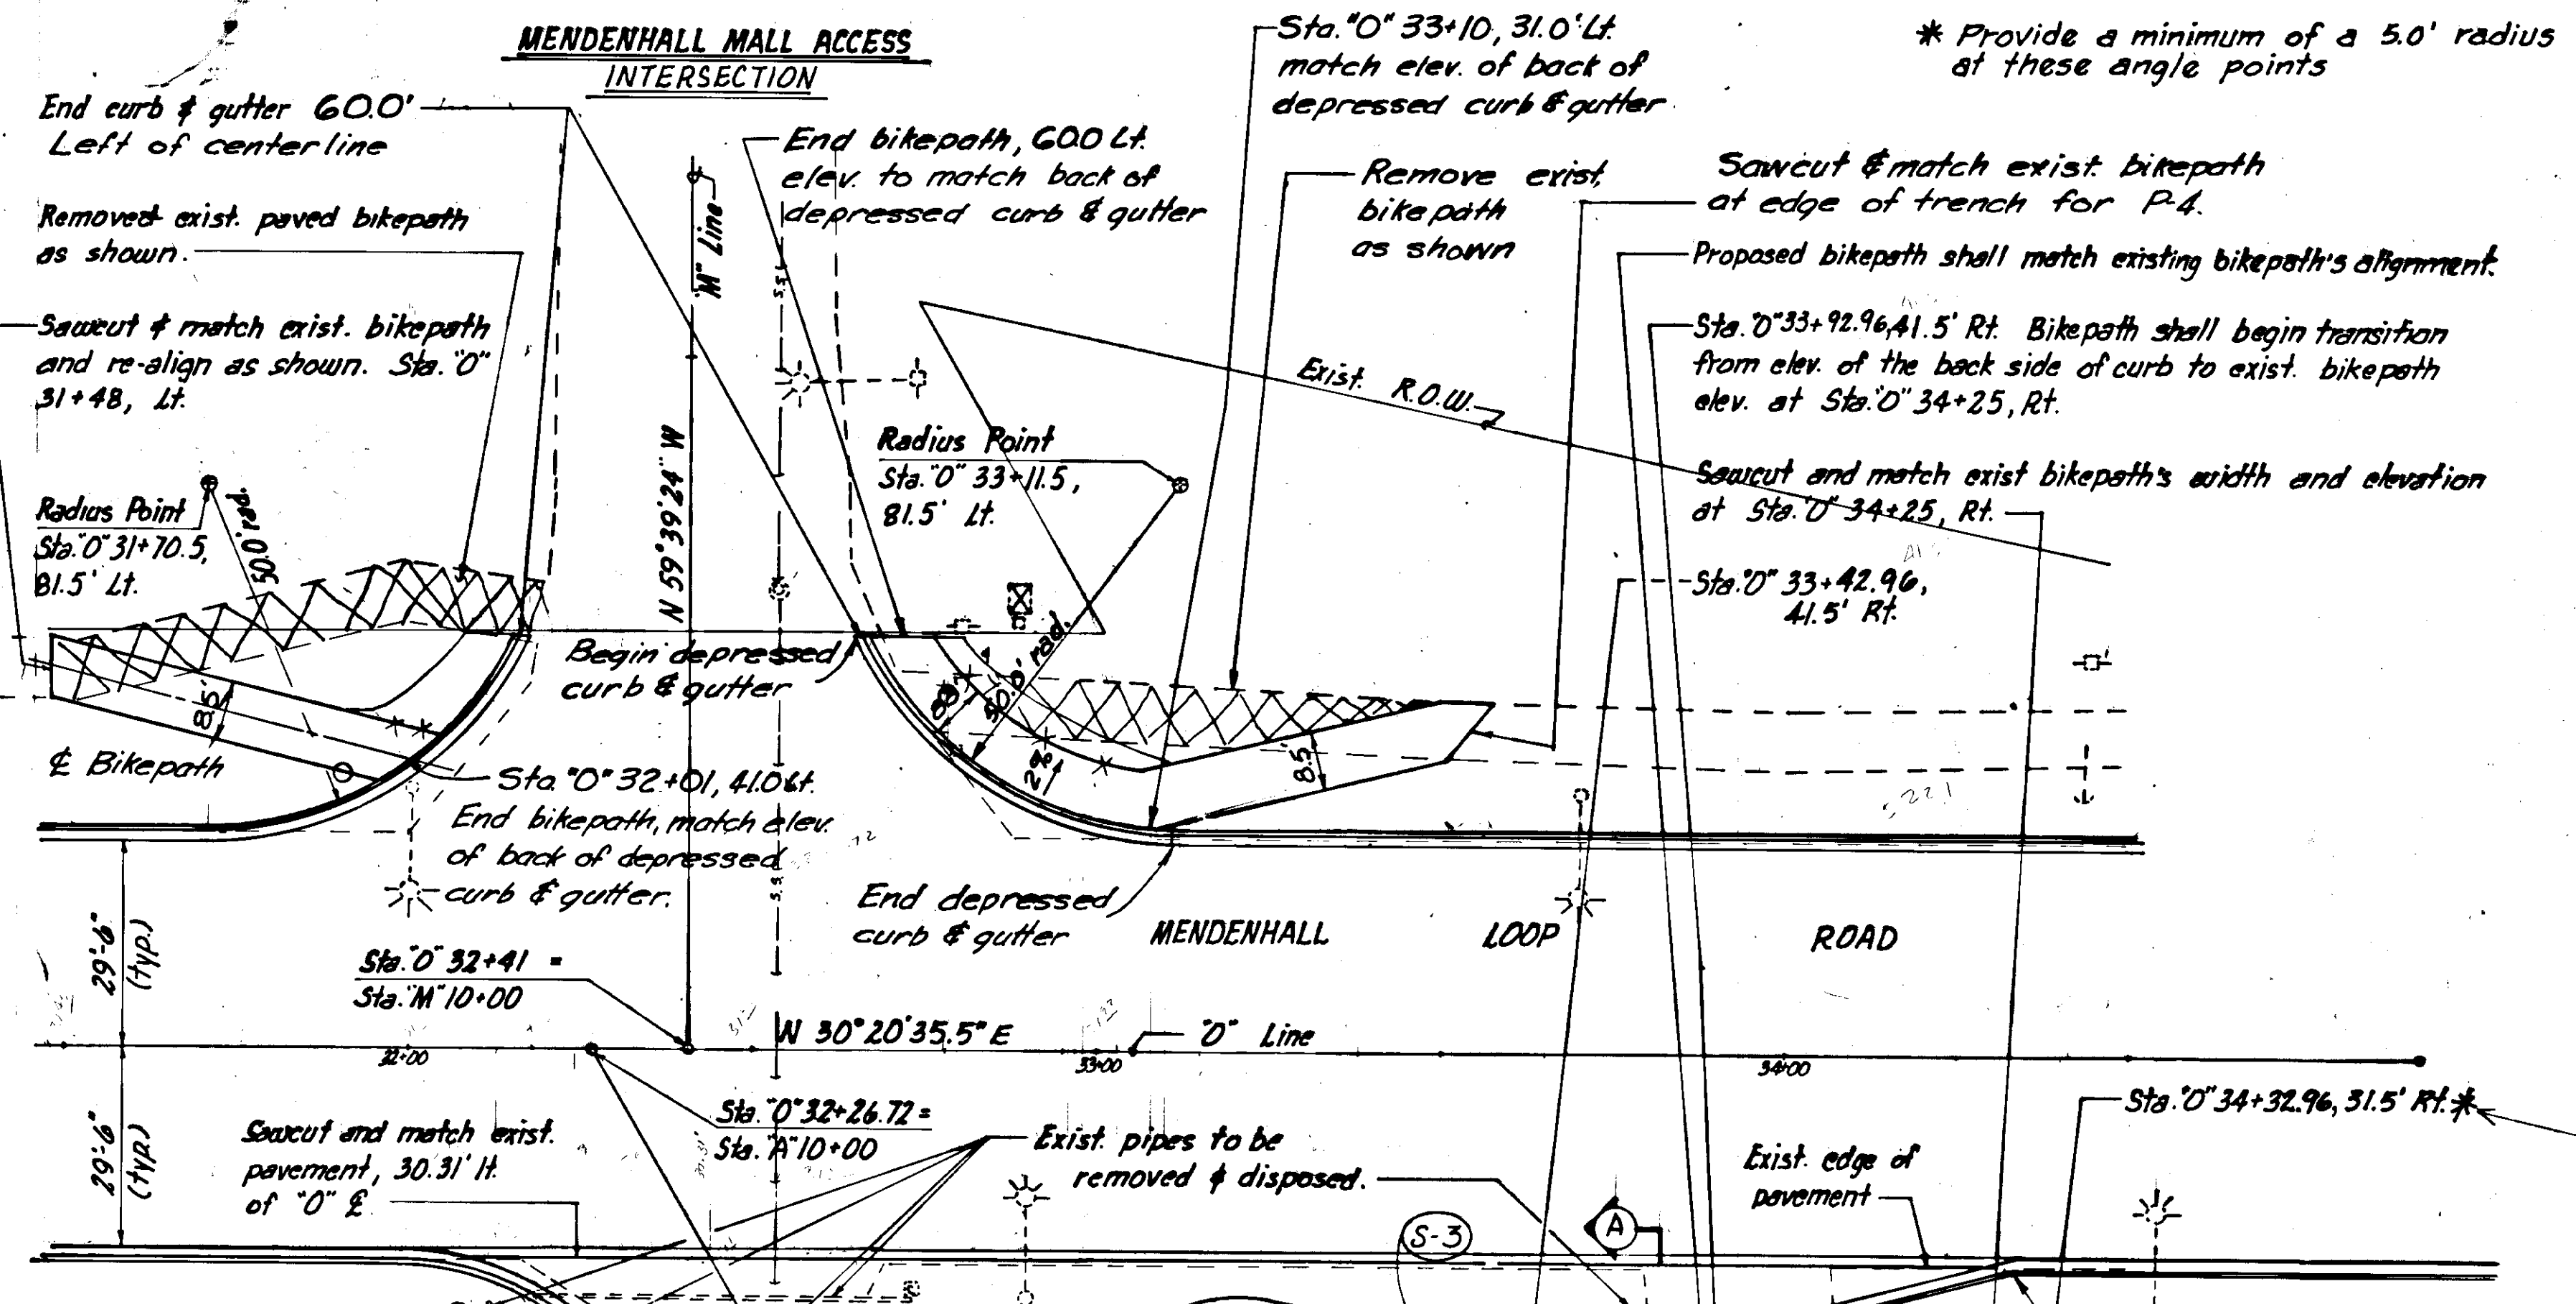 MENDENHALL MALL ACCESS
INTERSECTION
End curb & gutter 60.0'
Left of centerline
Removed exist. paved bikepath
as shown.
Sawcut & match exist. bikepath
and re-align as shown. Sta. "O"
31+48, Lt.
Radius Point
Sta. "O" 31+70.5,
81.5' Lt.
50.0' rad.
8.5'
℄ Bikepath
"M" Line
N 59°39'24" W
S.S.
End bikepath, 60.0 Lt.
elev. to match back of
depressed curb & gutter
Sta. "O" 33+10, 31.0' Lt.
match elev. of back of
depressed curb & gutter
Remove exist.
bikepath
as shown
* Provide a minimum of a 5.0' radius
at these angle points
Sawcut & match exist. bikepath
at edge of trench for P-4.
Proposed bikepath shall match existing bikepath's alignment.
Sta. "O" 33+92.96, 41.5' Rt. Bikepath shall begin transition
from elev. of the back side of curb to exist. bikepath
elev. at Sta. "O" 34+25, Rt.
Exist. R.O.W.
Sawcut and match exist bikepath's width and elevation
at Sta. "O" 34+25, Rt.
Sta. "O" 33+42.96,
41.5' Rt.
Radius Point
Sta. "O" 33+11.5,
81.5' Lt.
50.0' rad.
2%
8.5'
Begin depressed
curb & gutter
Sta. "O" 32+01, 41.0 Lt.
End bikepath, match elev.
of back of depressed
curb & gutter.
S.S.
End depressed
curb & gutter
MENDENHALL LOOP ROAD
29'-6"
(typ.)
Sta. "O" 32+41 =
Sta. "M" 10+00
N 30°20'35.5" E
"O" Line
32+00
33+00
34+00
29'-6"
(typ.)
Sta. "O" 32+26.72 =
Sta. "A" 10+00
Sawcut and match exist.
pavement, 30.31' lt.
of "O" ℄
Exist. pipes to be
removed & disposed.
Sta. "O" 34+32.96, 31.5' Rt. *
Exist. edge of
pavement
S-3
A